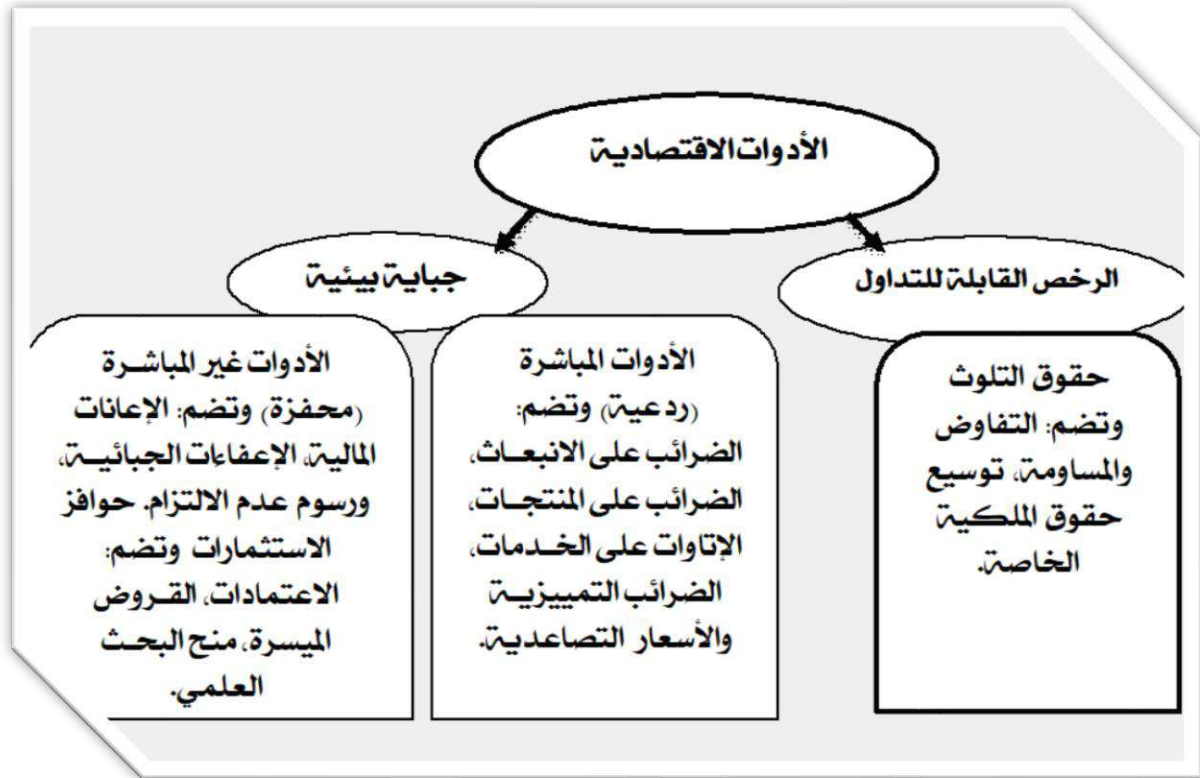 الأدوات الاقتصادية
الرخص القابلة للتداول
جباية بيئية
حقوق التلوث
وتضم: التفاوض
والمساومة، توسيع
حقوق الملكية
الخاصة.
الأدوات المباشرة
(ردعية) وتضم:
الضرائب على الانبعاث،
الضرائب على المنتجات،
الإتاوات على الخدمات،
الضرائب التمييزية
والأسعار التصاعدية.
الأدوات غير المباشرة
(محفزة) وتضم: الإعانات
المالية، الإعفاءات الجبائية،
ورسوم عدم الالتزام. حوافز
الاستثمارات وتضم:
الاعتمادات، القروض
الميسرة، منح البحث
العلمي.